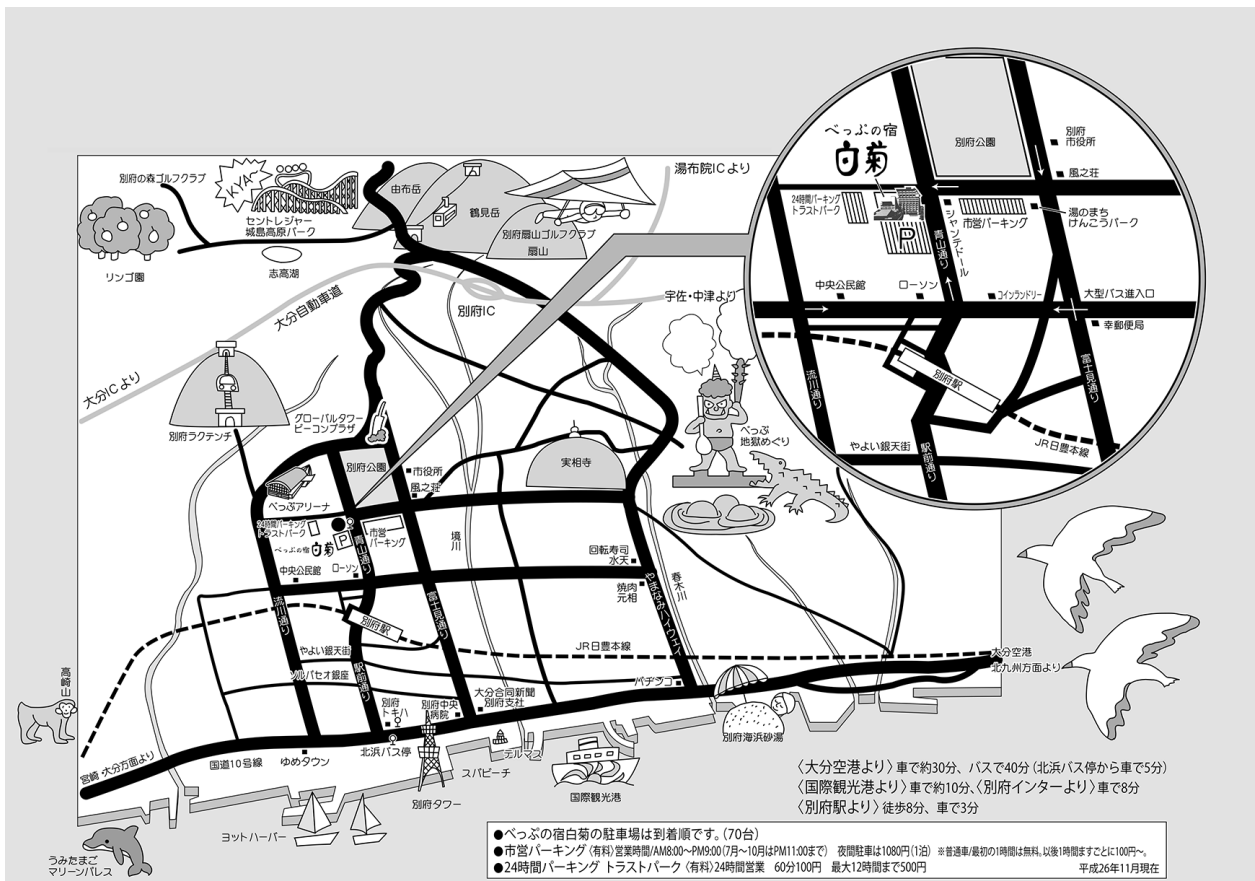 別府の森ゴルフクラブ
KYA-
セントレジャー
城島高原パーク
リンゴ園
志高湖
由布岳
鶴見岳
別府扇山ゴルフクラブ
扇山
湯布院ICより
宇佐・中津より
大分自動車道
別府IC
大分ICより
別府ラクテンチ
グローバルタワー
ビーコンプラザ
別府公園
市役所
風之荘
べっぷアリーナ
24時間パーキング
トラストパーク
べっぷの宿
白菊
P
青山通り
市営
パーキング
中央公民館
ローソン
流川通り
富士見通り
境川
実相寺
べっぷ
地獄めぐり
回転寿司
水天
焼肉
元相
春木川
やまなみハイウェイ
別府駅
JR日豊本線
やよい銀天街
ソルパセオ銀座
駅前通り
パチンコ
大分空港
北九州方面より
高崎山
宮崎・大分方面より
国道10号線
ゆめタウン
別府
トキハ
別府中央
病院
大分合同新聞
別府支社
北浜バス停
別府タワー
スパビーチ
テルマス
国際観光港
別府海浜砂湯
ヨットハーバー
うみたまご
マリーンパレス
べっぷの宿
白菊
別府公園
別府
市役所
風之荘
24時間パーキング
トラストパーク
P
シャンテドール
青山通り
市営パーキング
湯のまち
けんこうパーク
中央公民館
ローソン
コインランドリー
大型バス進入口
幸郵便局
流川通り
富士見通り
別府駅
やよい銀天街
駅前通り
JR日豊本線
〈大分空港より〉車で約30分、バスで40分(北浜バス停から車で5分)
〈国際観光港より〉車で約10分、〈別府インターより〉車で8分
〈別府駅より〉徒歩8分、車で3分
●べっぷの宿白菊の駐車場は到着順です。(70台)
●市営パーキング〈有料〉営業時間/AM8:00〜PM9:00(7月〜10月はPM11:00まで) 夜間駐車は1080円(1泊) ※普通車/最初の1時間は無料。以後1時間ますごとに100円〜。
●24時間パーキング トラストパーク〈有料〉24時間営業 60分100円 最大12時間まで500円 平成26年11月現在